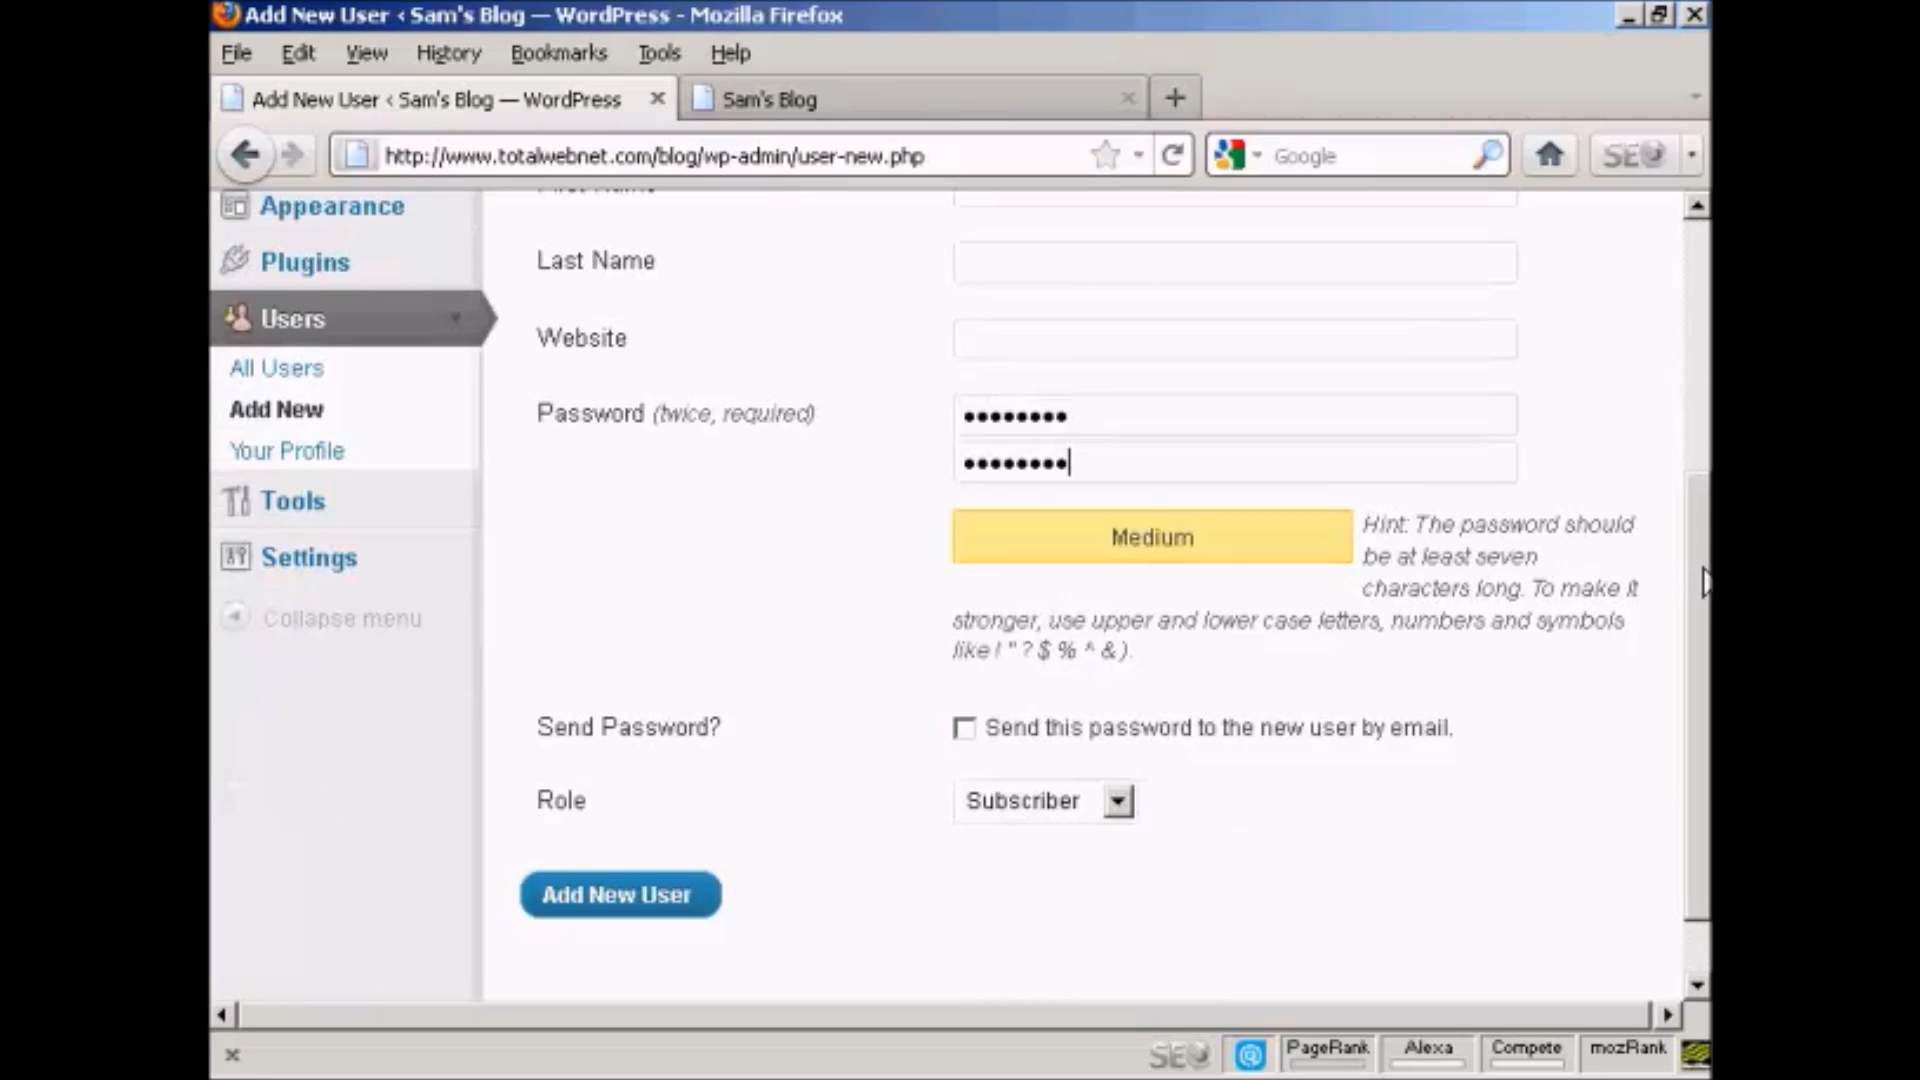 Add New User ‹ Sam's Blog — WordPress - Mozilla Firefox
File Edit View History Bookmarks Tools Help
Add New User ‹ Sam's Blog — WordPress
Sam's Blog
http://www.totalwebnet.com/blog/wp-admin/user-new.php
Google
SEO
Appearance
Plugins
Users
All Users
Add New
Your Profile
Tools
Settings
Collapse menu
Last Name
Website
Password (twice, required)
Medium
Hint: The password should
be at least seven
characters long. To make it
stronger, use upper and lower case letters, numbers and symbols
like ! " ? $ % ^ & ).
Send Password?
Send this password to the new user by email.
Role
Subscriber
Add New User
SEO
PageRank
Alexa
Compete
mozRank